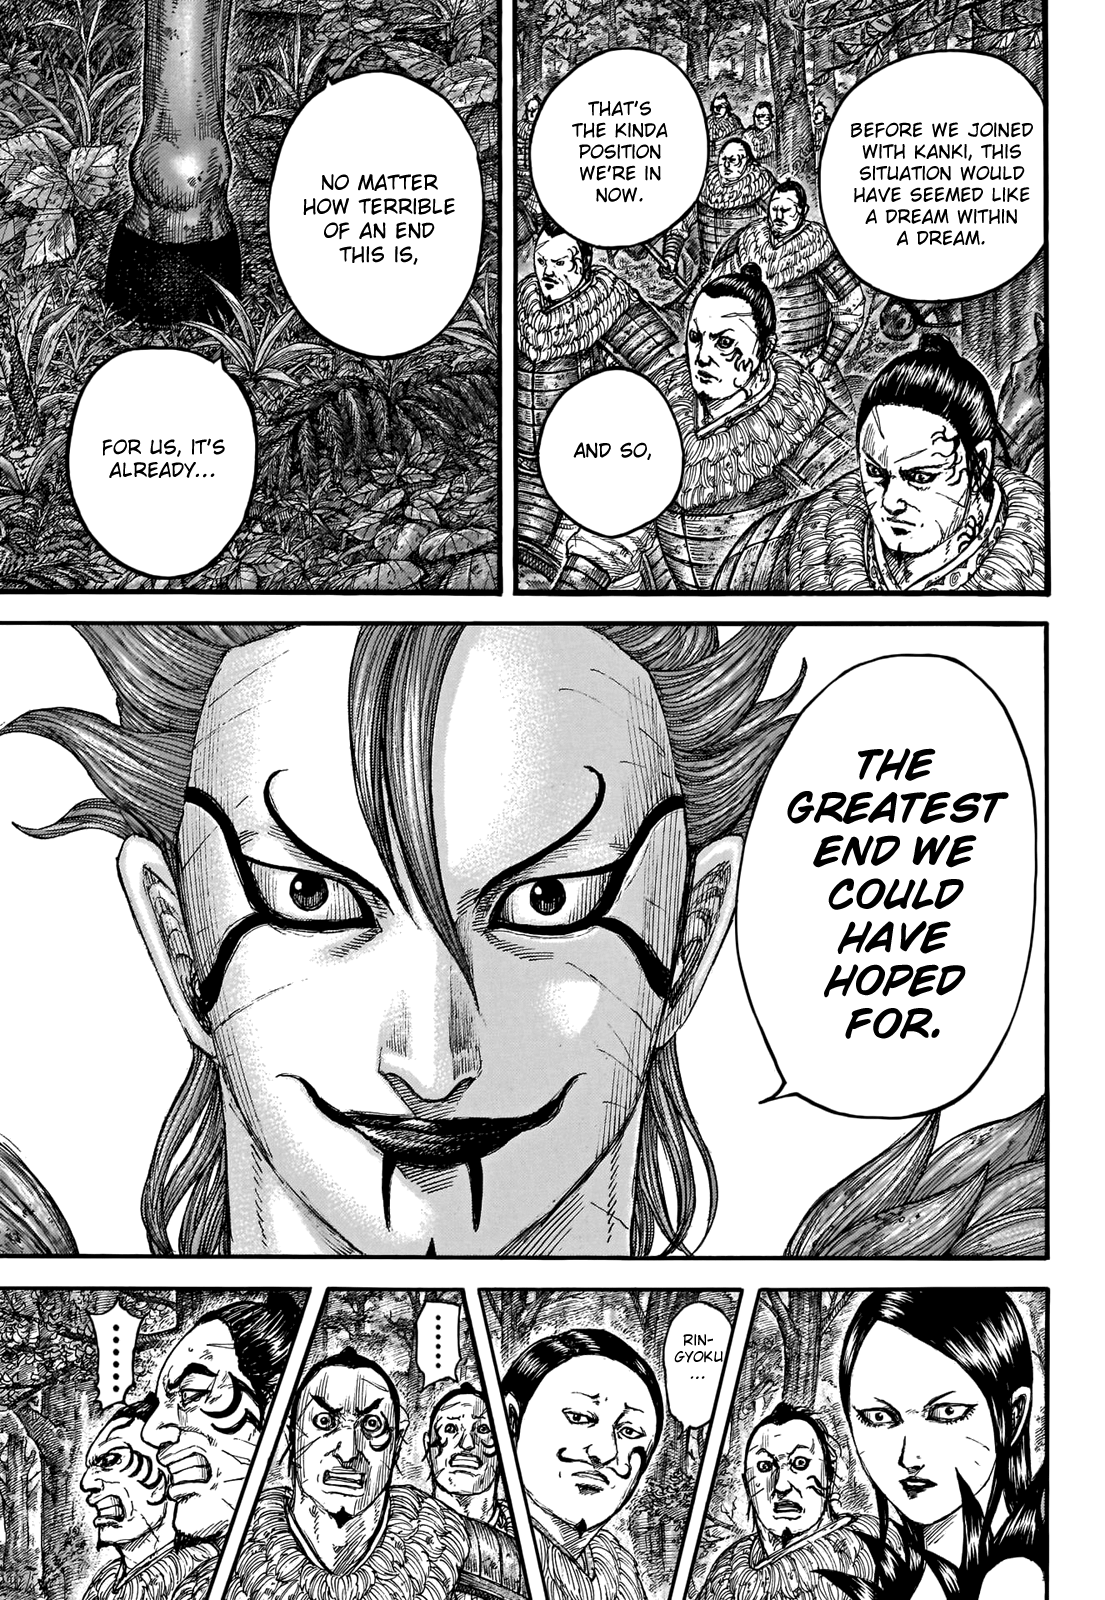 BEFORE WE JOINED
WITH KANKI, THIS
SITUATION WOULD
HAVE SEEMED LIKE
A DREAM WITHIN
A DREAM.
THAT'S
THE KINDA
POSITION
WE'RE IN
NOW.
AND SO,
NO MATTER
HOW TERRIBLE
OF AN END
THIS IS,
FOR US, IT'S
ALREADY...
THE
GREATEST
END WE
COULD
HAVE
HOPED
FOR.
RIN-
GYOKU
...
......
......